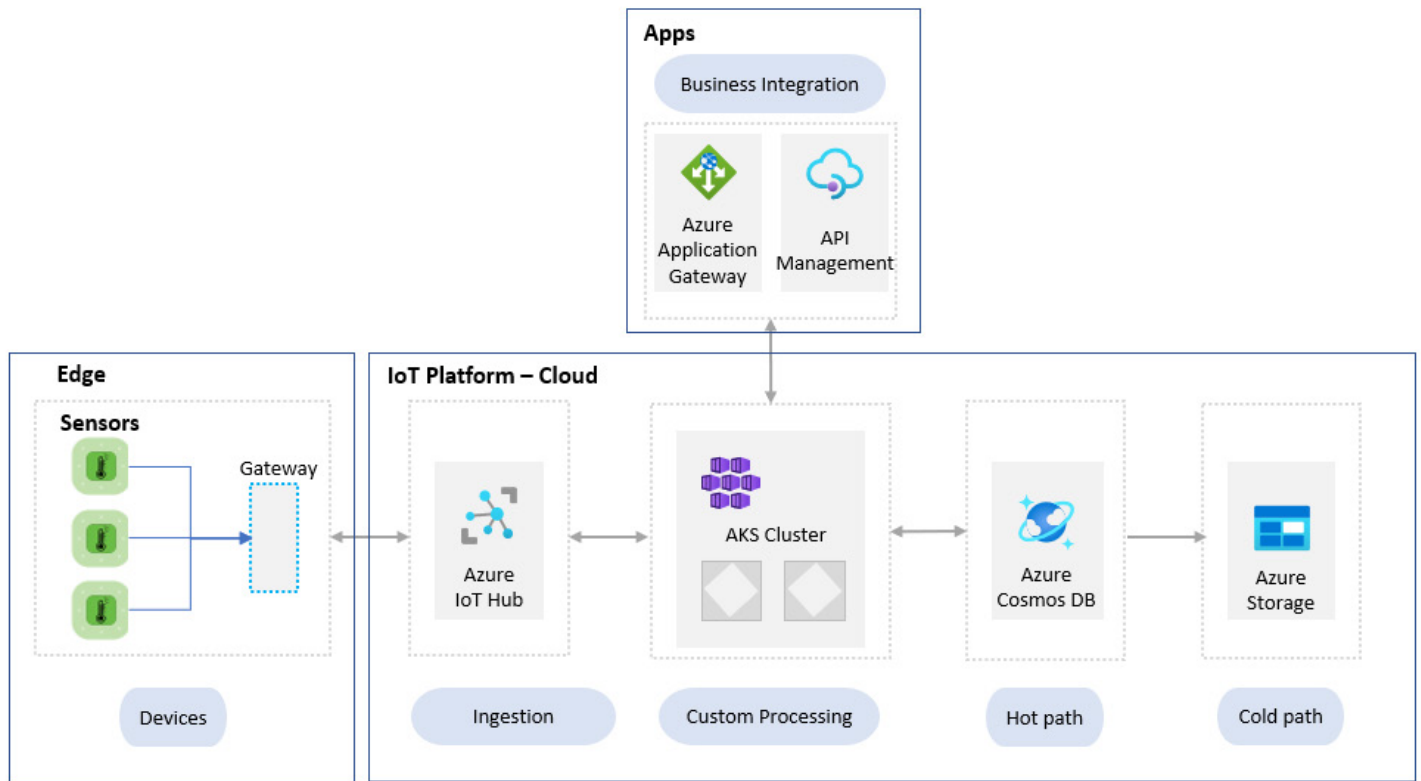 Apps
Business Integration
Azure
Application
Gateway
API
Management
Edge
Sensors
Gateway
Devices
IoT Platform – Cloud
Azure
IoT Hub
Ingestion
AKS Cluster
Custom Processing
Azure
Cosmos DB
Hot path
Azure
Storage
Cold path